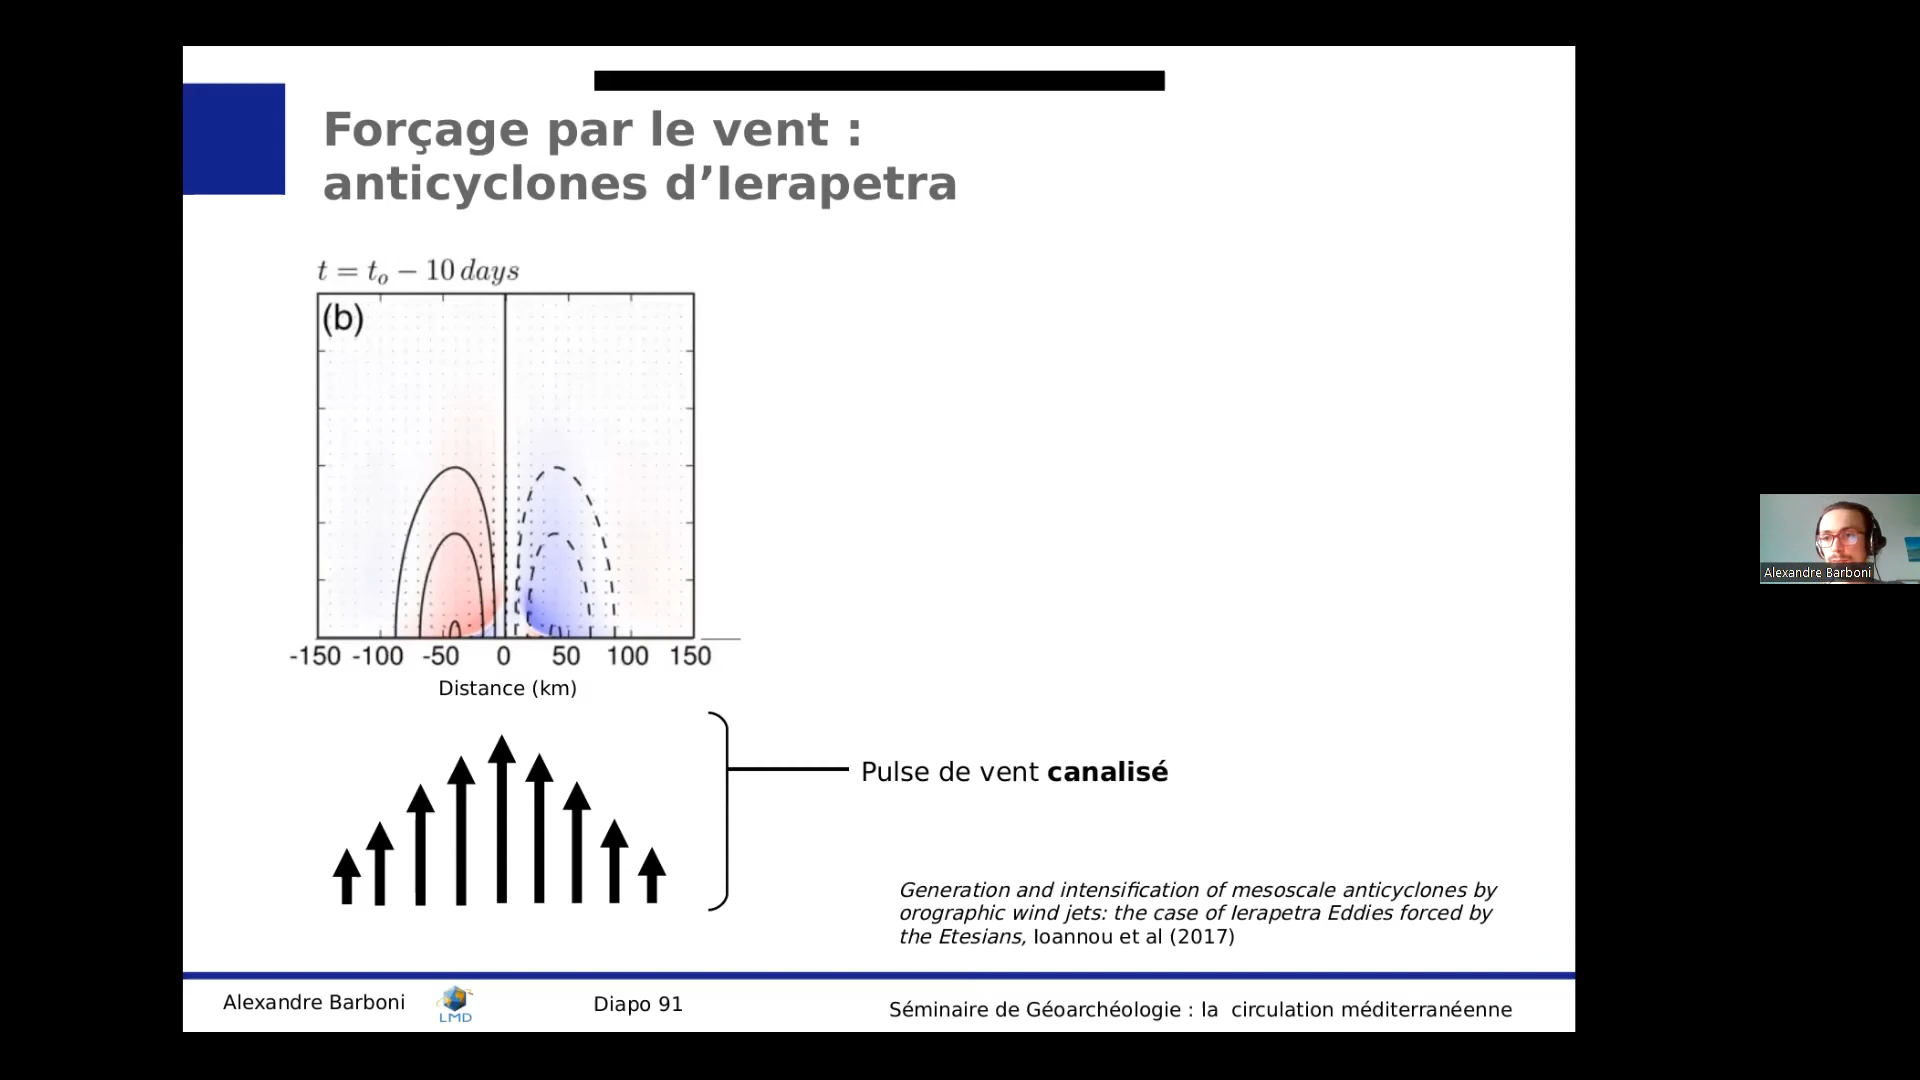 Forçage par le vent :
anticyclones d’Ierapetra
t = to − 10 days
(b)
-150 -100 -50 0 50 100 150
Distance (km)
Pulse de vent canalisé
Generation and intensification of mesoscale anticyclones by
orographic wind jets: the case of Ierapetra Eddies forced by
the Etesians, Ioannou et al (2017)
Alexandre Barboni
LMD
Diapo 91
Séminaire de Géoarchéologie : la circulation méditerranéenne
Alexandre Barboni